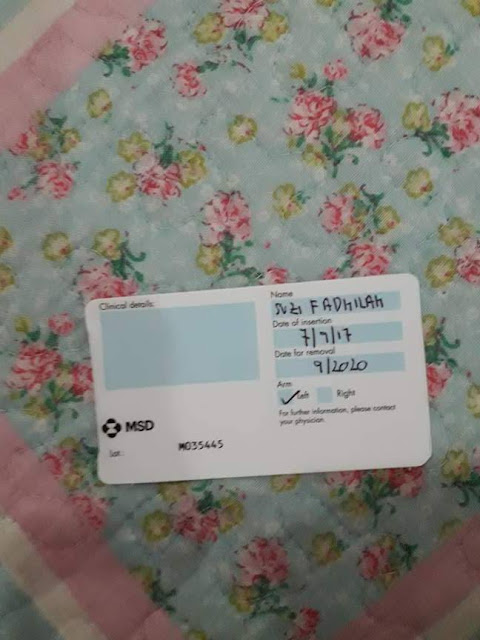 Clinical details:
Name
SUZI FADHILAH
Date of insertion
7/9/17
Date for removal
9/2020
Arm
✓ Left Right
For further information, please contact
your physician.
MSD
Lot: M035445